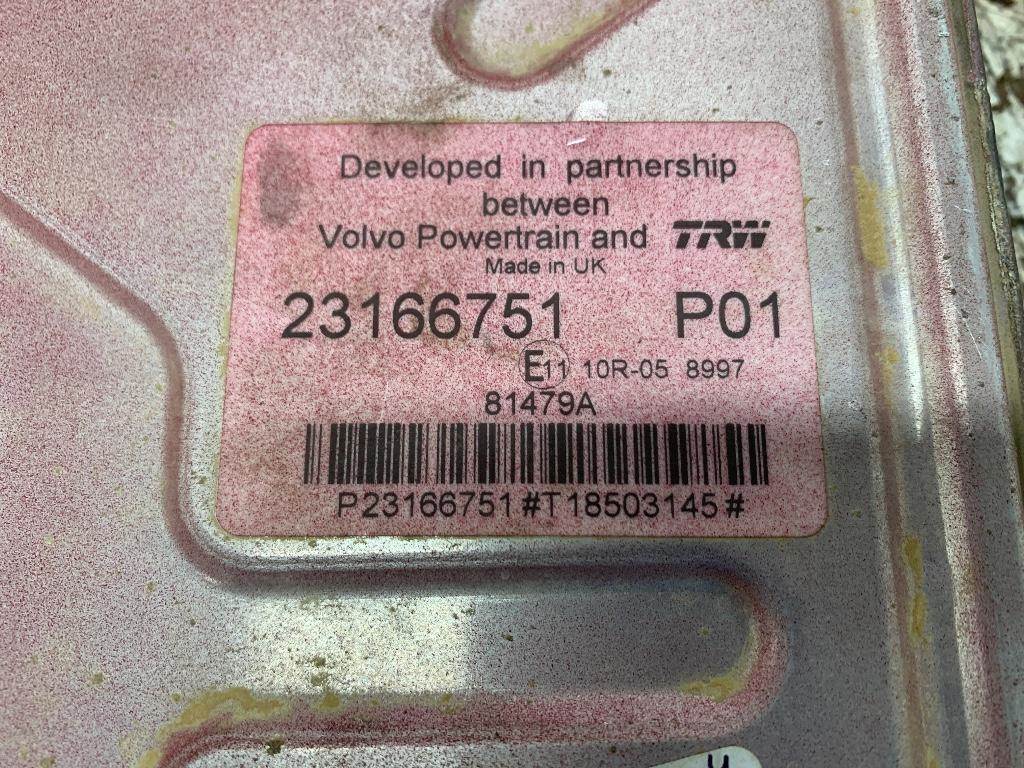 Developed in partnership
between
Volvo Powertrain and TRW
Made in UK
23166751 P01
E11 10R-05 8997
81479A
P23166751#T18503145#